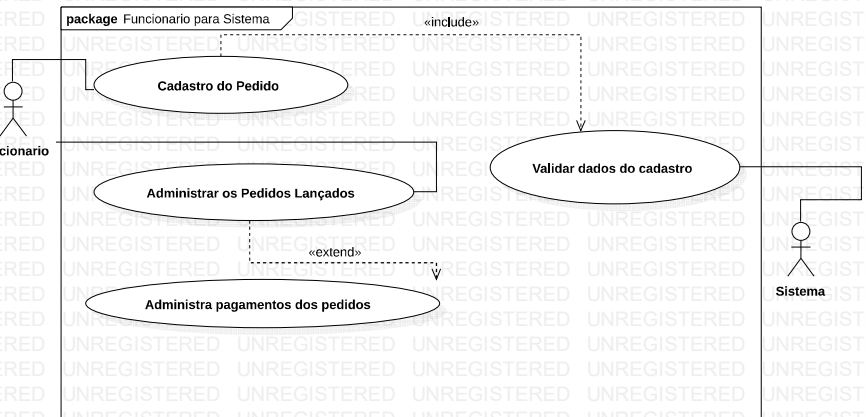 package Funcionario para Sistema
«include»
Cadastro do Pedido
cionario
Validar dados do cadastro
Administrar os Pedidos Lançados
«extend»
Sistema
Administra pagamentos dos pedidos
UNREGISTERED